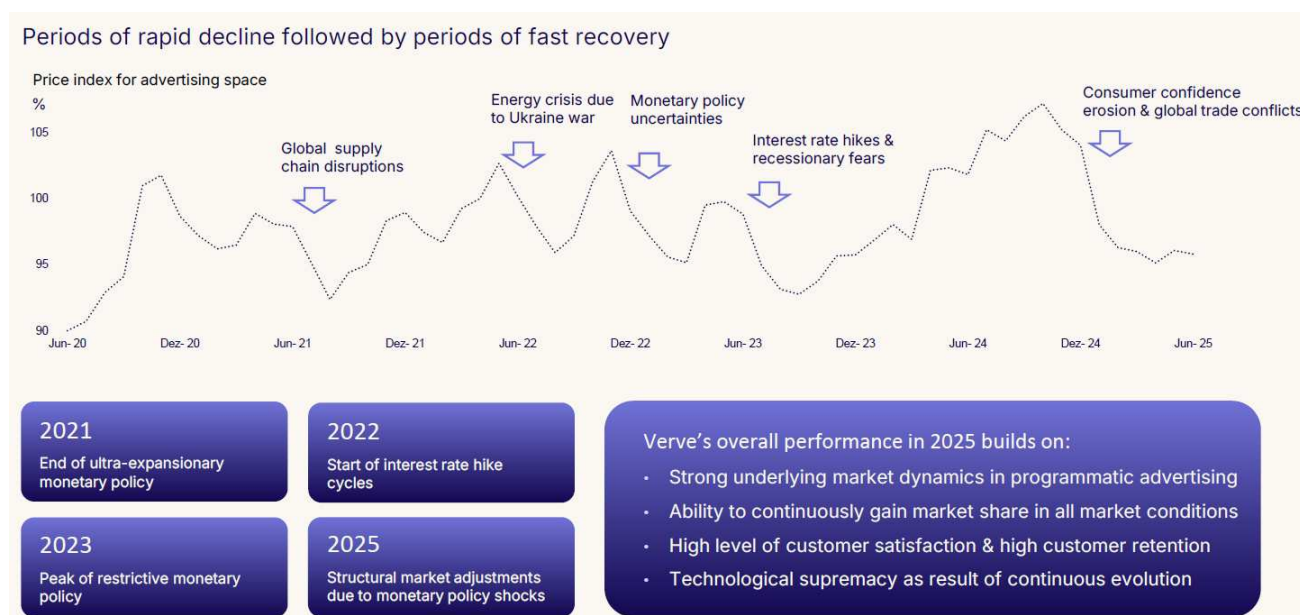 Periods of rapid decline followed by periods of fast recovery
Price index for advertising space
%
105
100
95
90
Global supply
chain disruptions
Energy crisis due
to Ukraine war
Monetary policy
uncertainties
Interest rate hikes &
recessionary fears
Consumer confidence
erosion & global trade conflicts
Jun- 20
Dez- 20
Jun- 21
Dez- 21
Jun- 22
Dez- 22
Jun- 23
Dez- 23
Jun- 24
Dez- 24
Jun- 25
2021
End of ultra-expansionary
monetary policy
2022
Start of interest rate hike
cycles
2023
Peak of restrictive monetary
policy
2025
Structural market adjustments
due to monetary policy shocks
Verve’s overall performance in 2025 builds on:
• Strong underlying market dynamics in programmatic advertising
• Ability to continuously gain market share in all market conditions
• High level of customer satisfaction & high customer retention
• Technological supremacy as result of continuous evolution